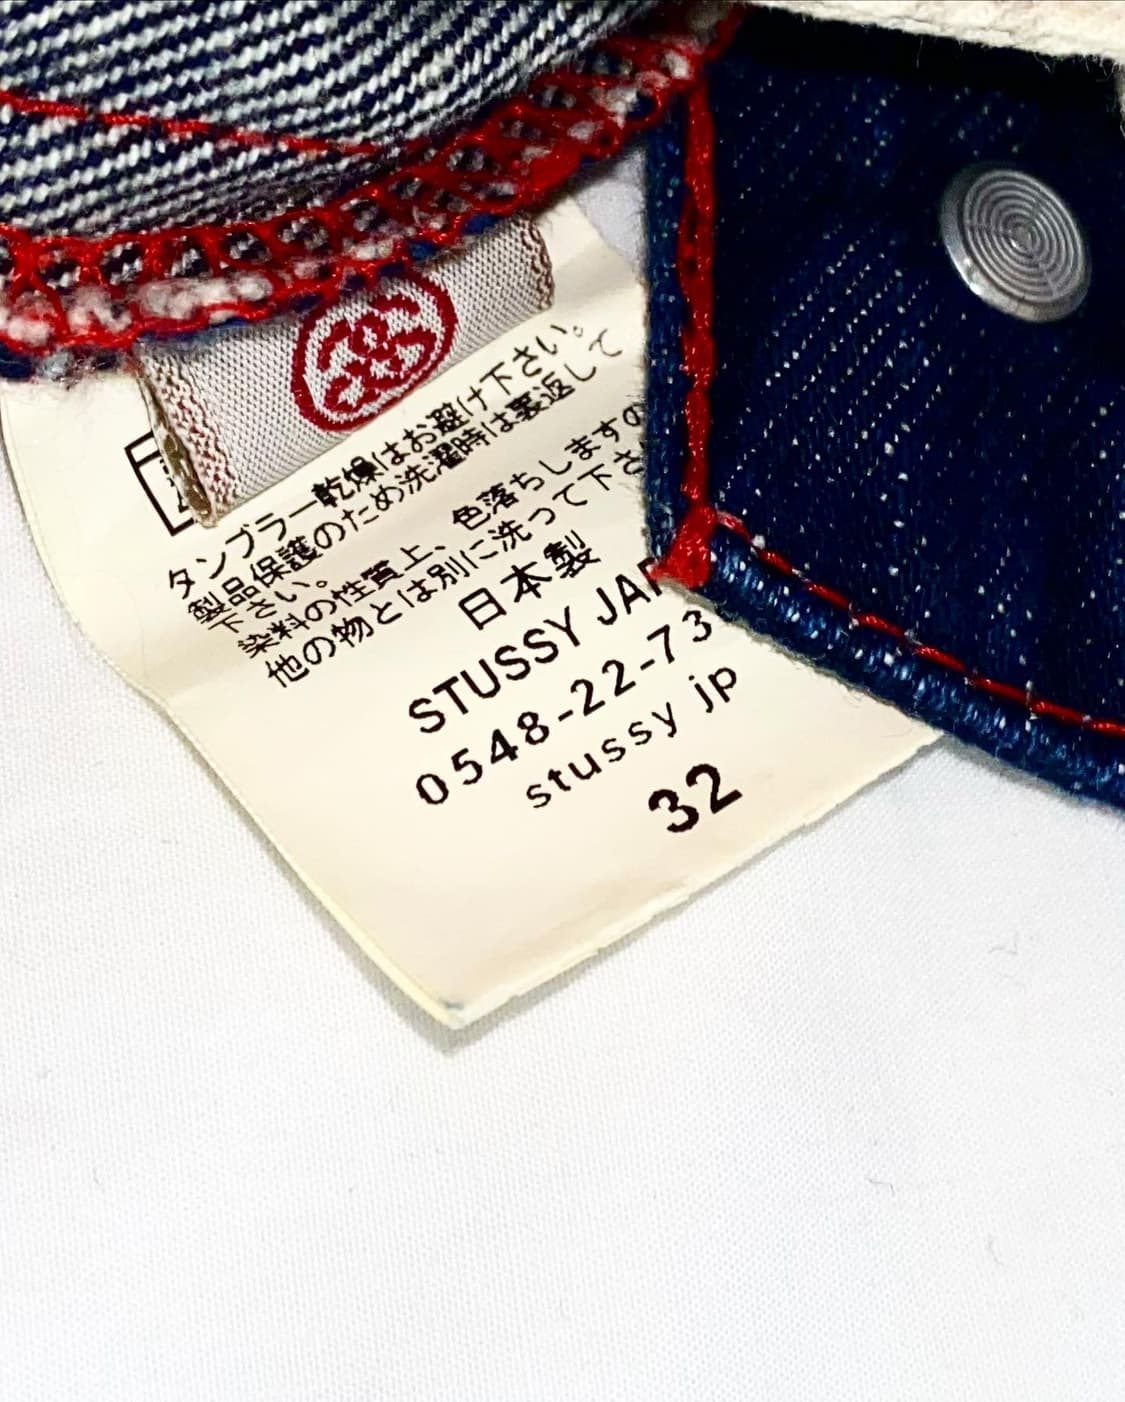 タンブラー乾燥はお避け下さい。
製品保護のため洗濯時は裏返して
下さい。
染料の性質上、色落ちしますの
他の物とは別に洗って下さ
日本製
STUSSY JAP
0548-22-73
stussy jp
32